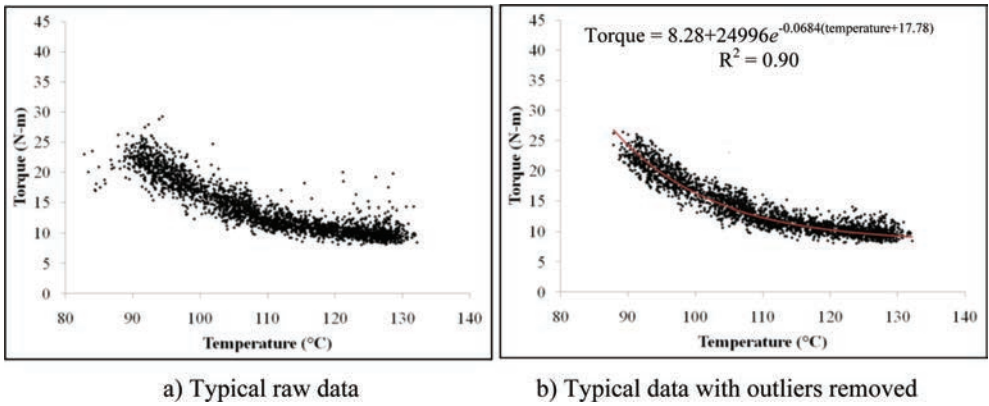 45
40
35
30
25
20
15
10
5
0
Torque (N-m)
80 90 100 110 120 130 140
Temperature (°C)
a) Typical raw data
Torque = 8.28+24996e^-0.0684(temperature+17.78)
R² = 0.90
45
40
35
30
25
20
15
10
5
0
Torque (N-m)
80 90 100 110 120 130 140
Temperature (°C)
b) Typical data with outliers removed